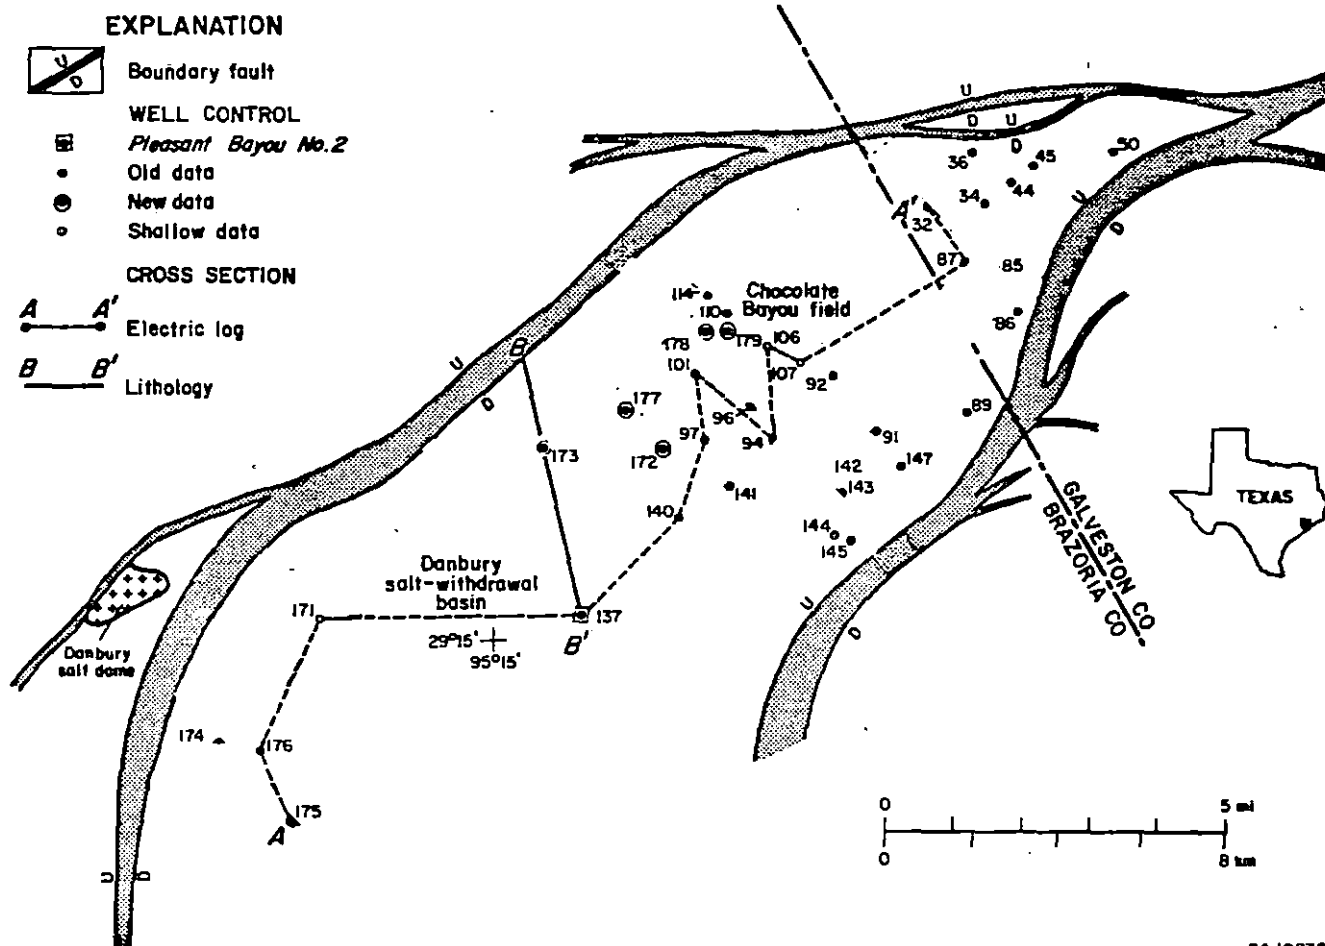 EXPLANATION
U
D
Boundary fault
WELL CONTROL
Pleasant Bayou No. 2
Old data
New data
Shallow data
CROSS SECTION
A A'
Electric log
B B'
Lithology
U
D U
D
36
45
50
44
34
U
D
A'
32
87
85
86
114
110
Chocolate
Bayou field
178
179
106
101
107
92
B
U
D
177
96
89
97
94
91
173
172
142
147
141
143
140
144
145
GALVESTON CO
BRAZORIA CO
TEXAS
Danbury
salt-withdrawal
basin
171
137
B'
29°15'
95°15'
U
D
Danbury
salt dome
174
176
175
A
U D
0 5 mi
0 8 km